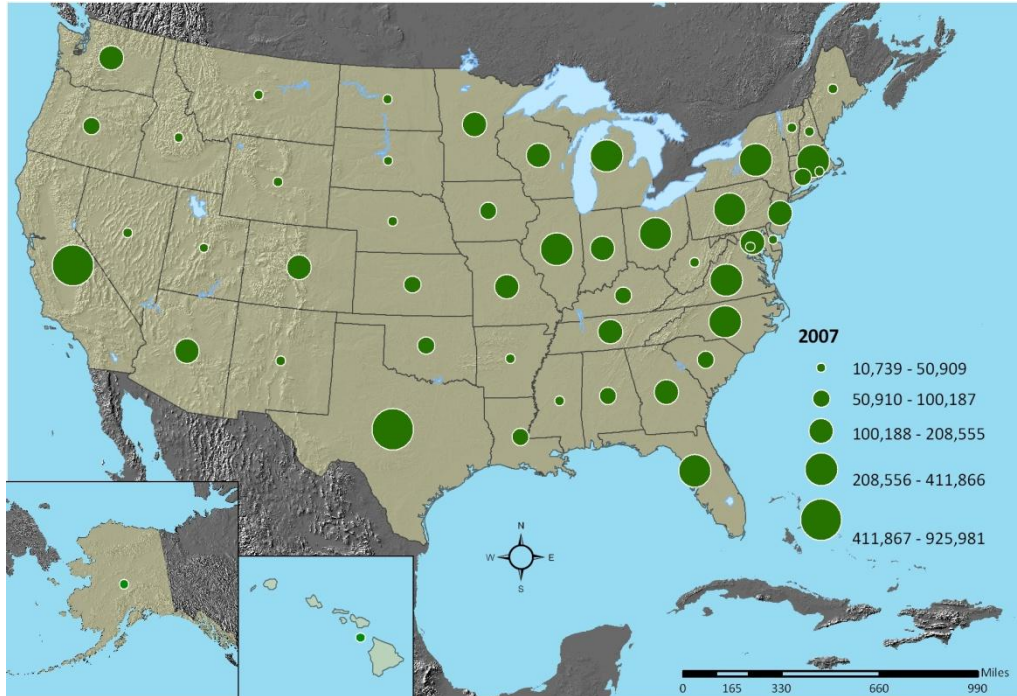 2007
10,739 - 50,909
50,910 - 100,187
100,188 - 208,555
208,556 - 411,866
411,867 - 925,981
N
W E
S
Miles
0 165 330 660 990